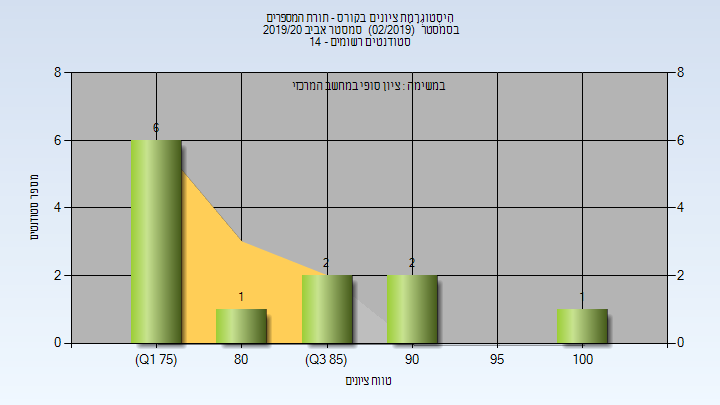 היסטוגרמת ציונים בקורס - תורת המספרים
בסמסטר (02/2019) סמסטר אביב 2019/20
סטודנטים רשומים - 14
במשימה : ציון סופי במחשב המרכזי
8
8
6
6
4
4
2
2
0
0
6
1
2
2
1
(Q1 75)
80
(Q3 85)
90
95
100
מספר סטודנטים
טווח ציונים